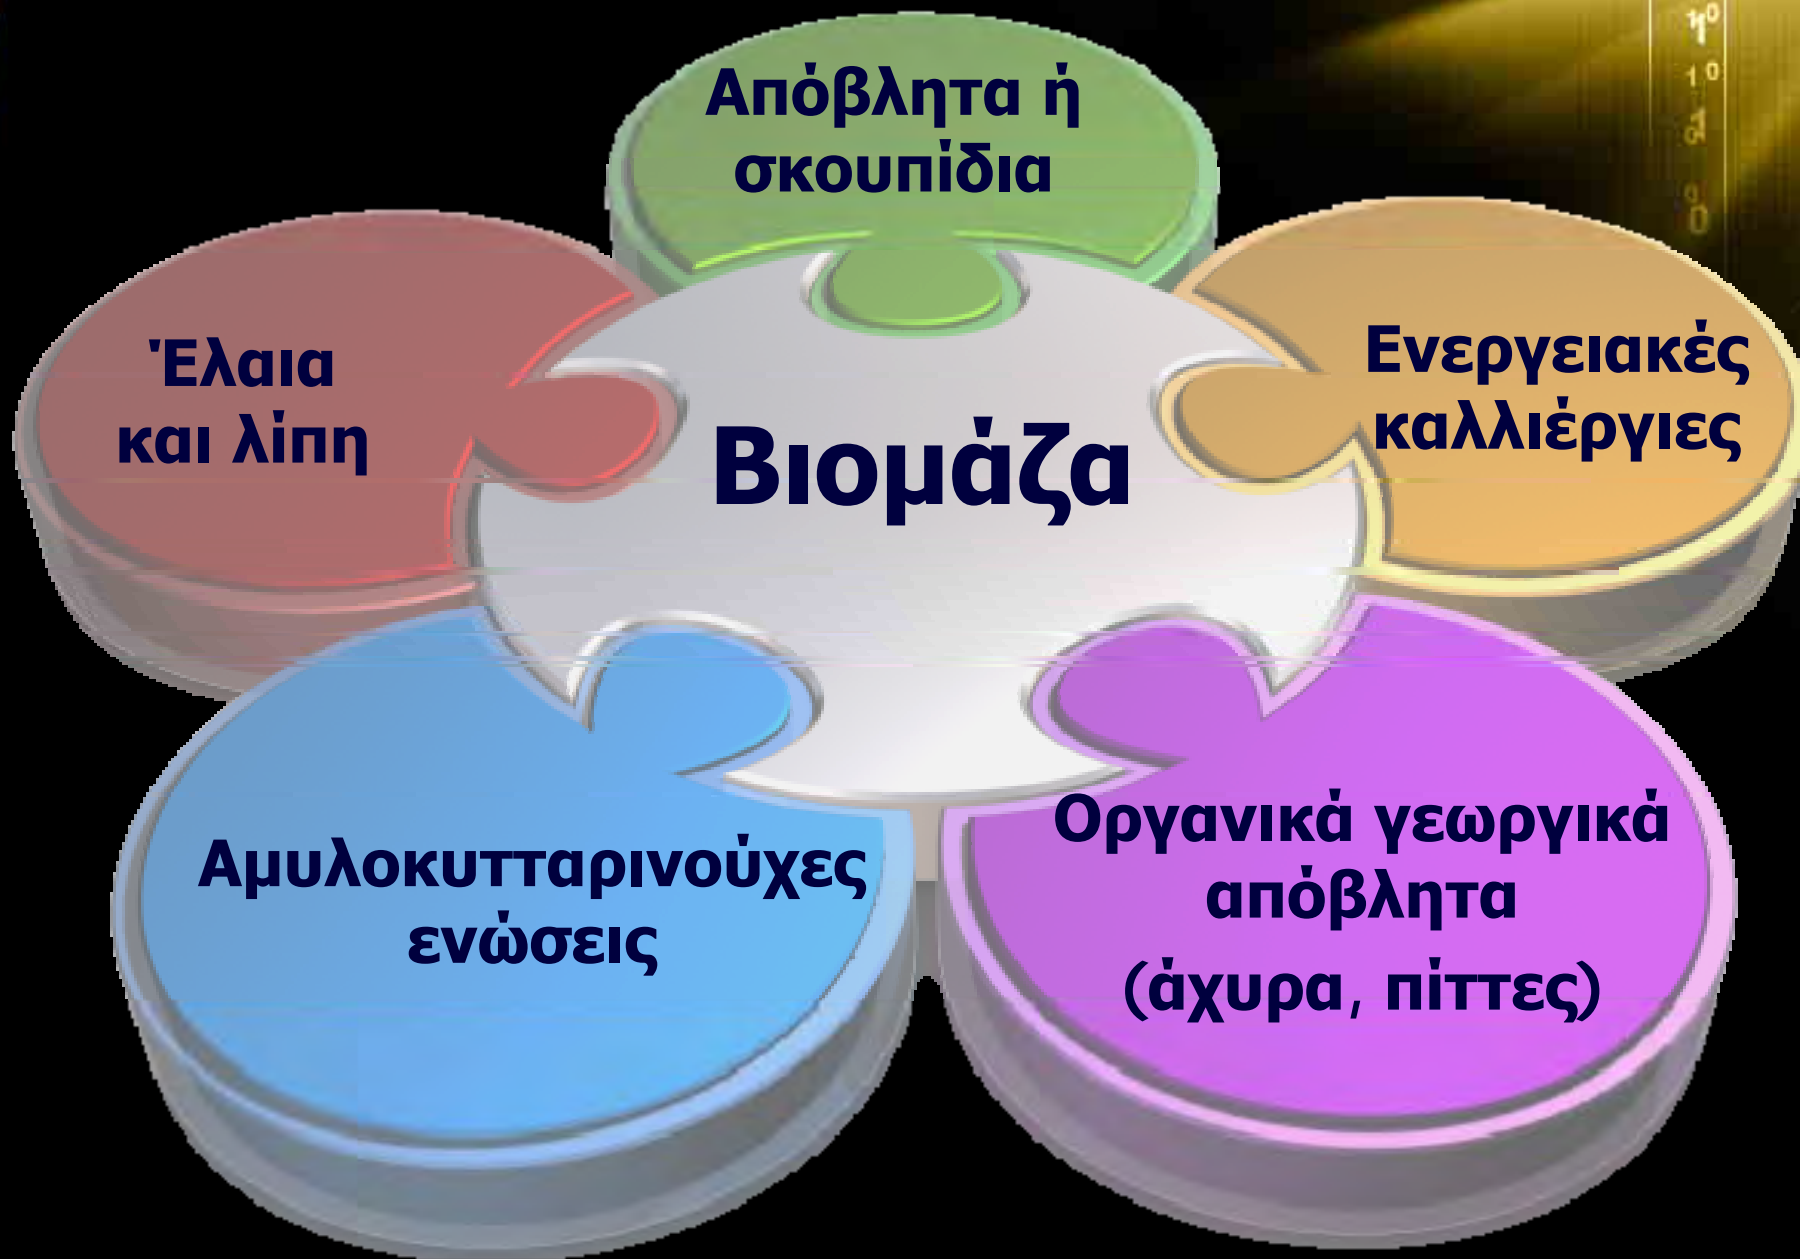 Απόβλητα ή
σκουπίδια
Έλαια
και λίπη
Ενεργειακές
καλλιέργιες
Βιομάζα
Αμυλοκυτταρινούχες
ενώσεις
Οργανικά γεωργικά
απόβλητα
(άχυρα, πίττες)